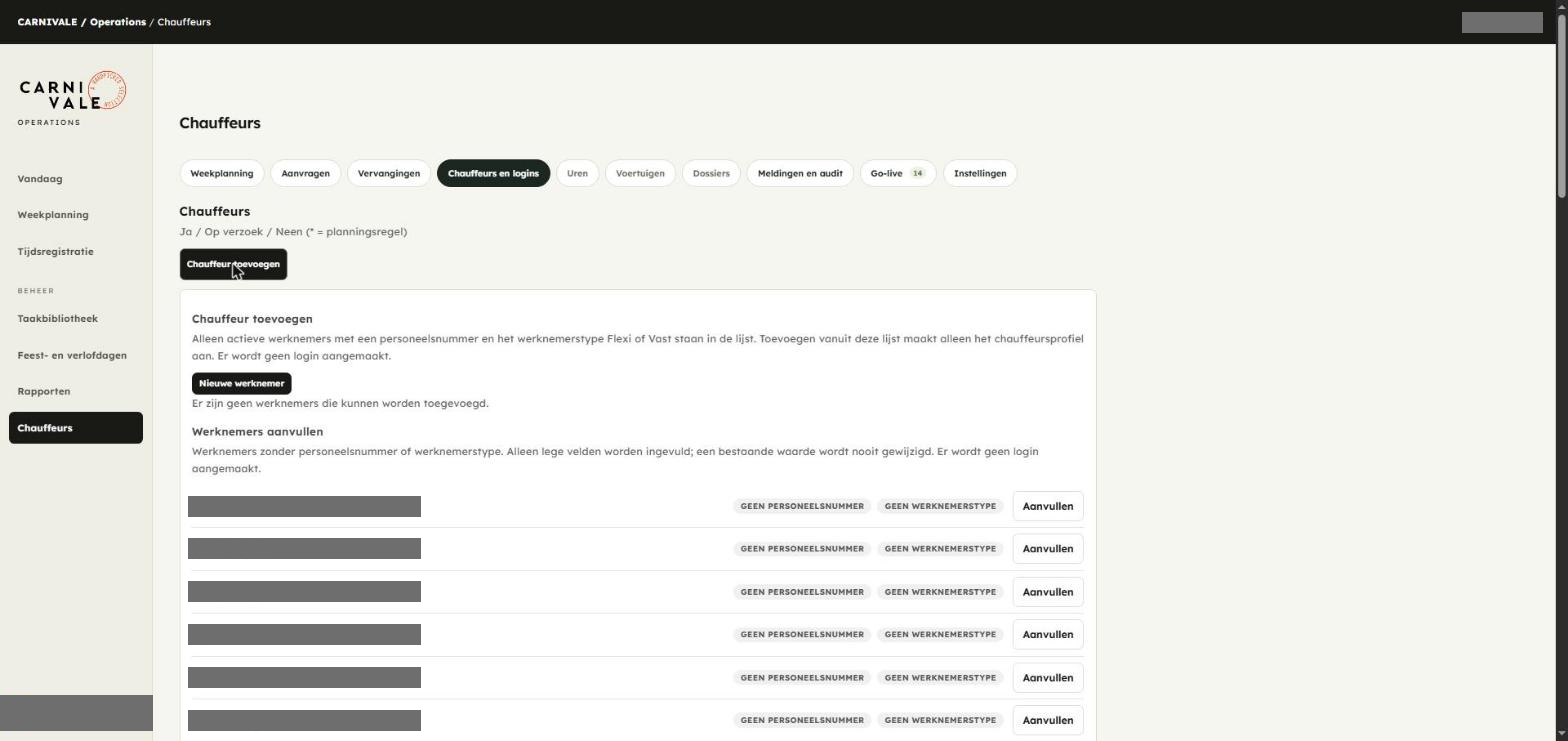 CARNIVALE / Operations / Chauffeurs
CARNI
VALE
A HANDPICKED SELECTION
OPERATIONS
Vandaag
Weekplanning
Tijdsregistratie
BEHEER
Taakbibliotheek
Feest- en verlofdagen
Rapporten
Chauffeurs
Chauffeurs
Weekplanning Aanvragen Vervangingen Chauffeurs en logins Uren Voertuigen Dossiers Meldingen en audit Go-live 14 Instellingen
Chauffeurs
Ja / Op verzoek / Neen (* = planningsregel)
Chauffeur toevoegen
Chauffeur toevoegen
Alleen actieve werknemers met een personeelsnummer en het werknemerstype Flexi of Vast staan in de lijst. Toevoegen vanuit deze lijst maakt alleen het chauffeursprofiel
aan. Er wordt geen login aangemaakt.
Nieuwe werknemer
Er zijn geen werknemers die kunnen worden toegevoegd.
Werknemers aanvullen
Werknemers zonder personeelsnummer of werknemerstype. Alleen lege velden worden ingevuld; een bestaande waarde wordt nooit gewijzigd. Er wordt geen login
aangemaakt.
GEEN PERSONEELSNUMMER GEEN WERKNEMERSTYPE Aanvullen
GEEN PERSONEELSNUMMER GEEN WERKNEMERSTYPE Aanvullen
GEEN PERSONEELSNUMMER GEEN WERKNEMERSTYPE Aanvullen
GEEN PERSONEELSNUMMER GEEN WERKNEMERSTYPE Aanvullen
GEEN PERSONEELSNUMMER GEEN WERKNEMERSTYPE Aanvullen
GEEN PERSONEELSNUMMER GEEN WERKNEMERSTYPE Aanvullen